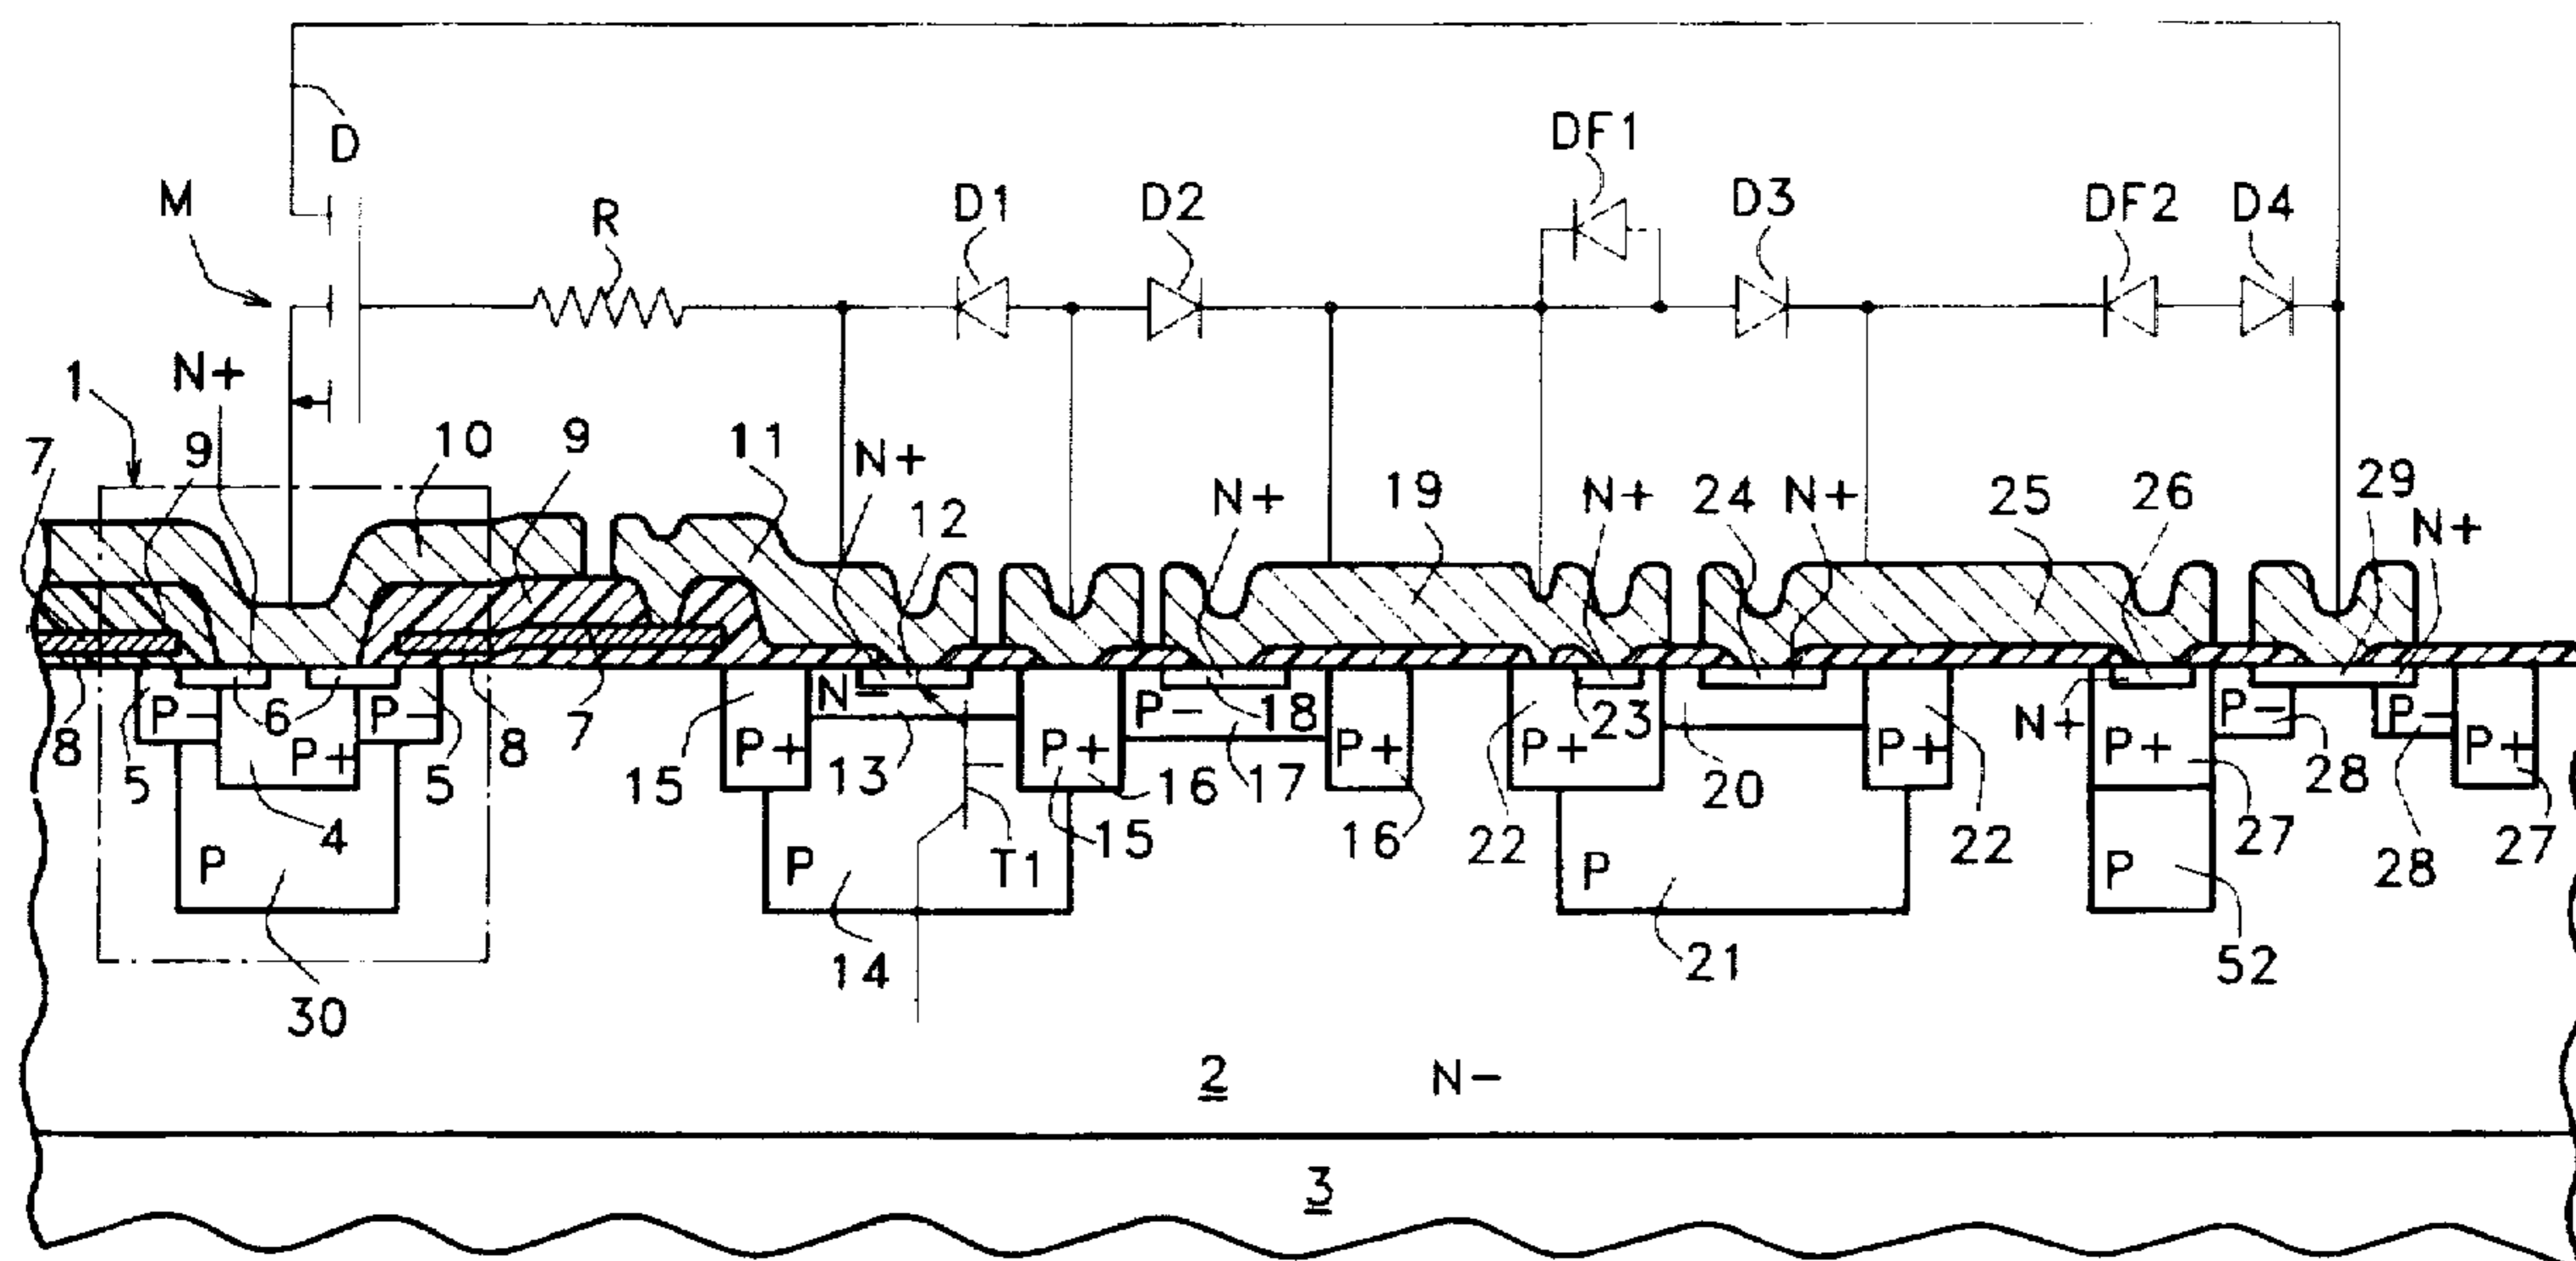 D
DF1
M
R
D1
D2
D3
DF2
D4
1
N+
7
9
10
9
11
N+
12
N+
19
N+
24
N+
25
26
29
N+
8
5
P-
6
P+
P-
5
8
7
15
P+
N-
13
P+
15
16
P-
17
18
P+
16
22
P+
23
20
P+
22
N+
P+
27
P-
28
P-
28
P+
27
4
P
30
P
14
T1
P
21
P
52
2
N-
3